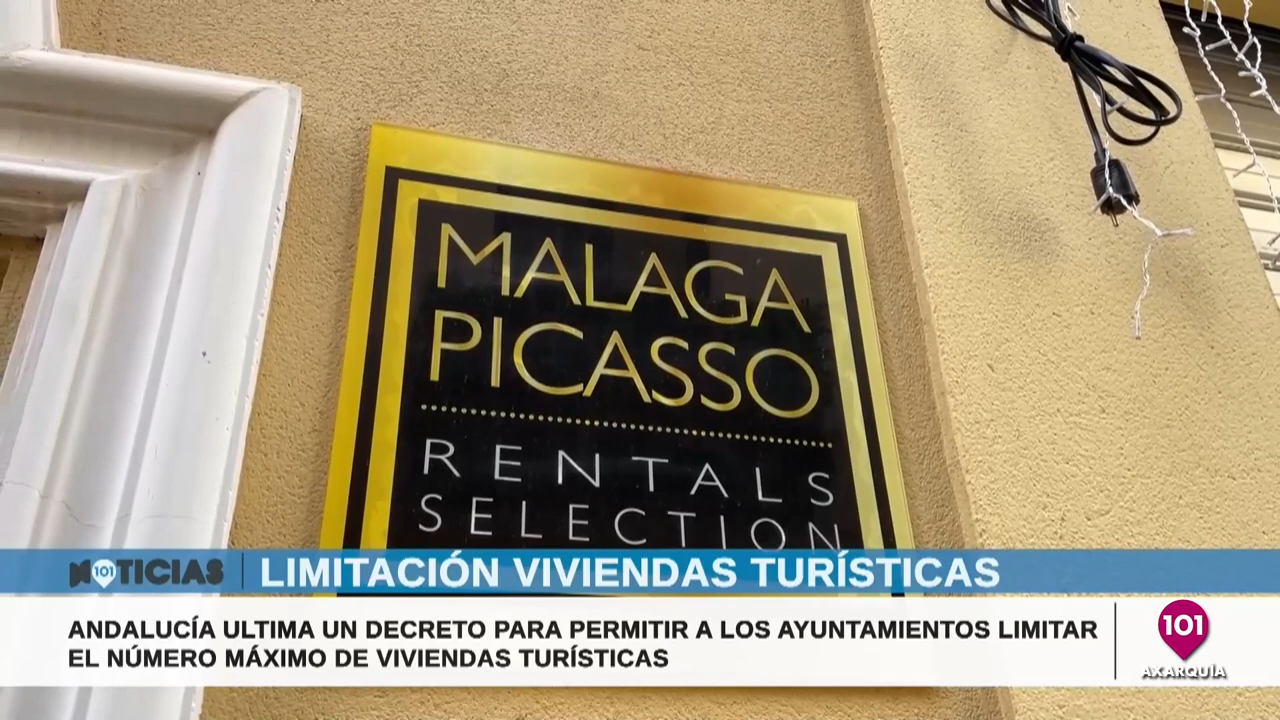 MALAGA
PICASSO
RENTALS
SELECTION
NOTICIAS 101
LIMITACIÓN VIVIENDAS TURÍSTICAS
ANDALUCÍA ULTIMA UN DECRETO PARA PERMITIR A LOS AYUNTAMIENTOS LIMITAR
EL NÚMERO MÁXIMO DE VIVIENDAS TURÍSTICAS
101
AXARQUÍA